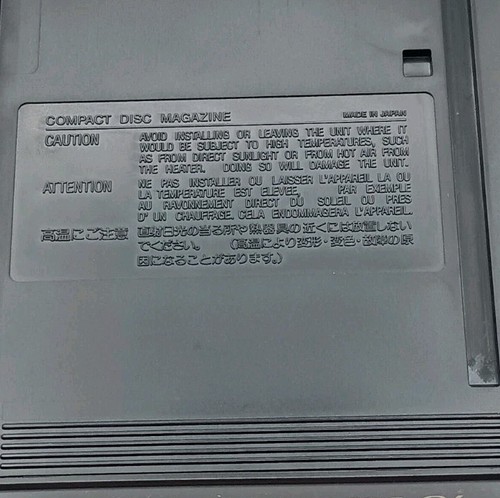 COMPACT DISC MAGAZINE
MADE IN JAPAN
CAUTION
AVOID INSTALLING OR LEAVING THE UNIT WHERE IT
WOULD BE SUBJECT TO HIGH TEMPERATURES, SUCH
AS FROM DIRECT SUNLIGHT OR FROM HOT AIR FROM
THE HEATER. DOING SO WILL DAMAGE THE UNIT.
ATTENTION
NE PAS INSTALLER OU LAISSER L'APPAREIL LA OU
LA TEMPERATURE EST ELEVEE, PAR EXEMPLE
AU RAYONNEMENT DIRECT DU SOLEIL OU PRES
D'UN CHAUFFAGE. CELA ENDOMMAGERA L'APPAREIL.
高温にご注意
直射日光の当る所や熱器具の近くには放置しない
でください。 (高温により変形・変色・故障の原
因になることがあります。)